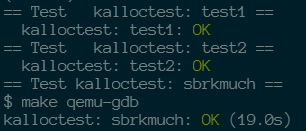 == Test   kalloctest: test1 ==
  kalloctest: test1: OK
== Test   kalloctest: test2 ==
  kalloctest: test2: OK
== Test kalloctest: sbrkmuch ==
$ make qemu-gdb
kalloctest: sbrkmuch: OK (19.0s)